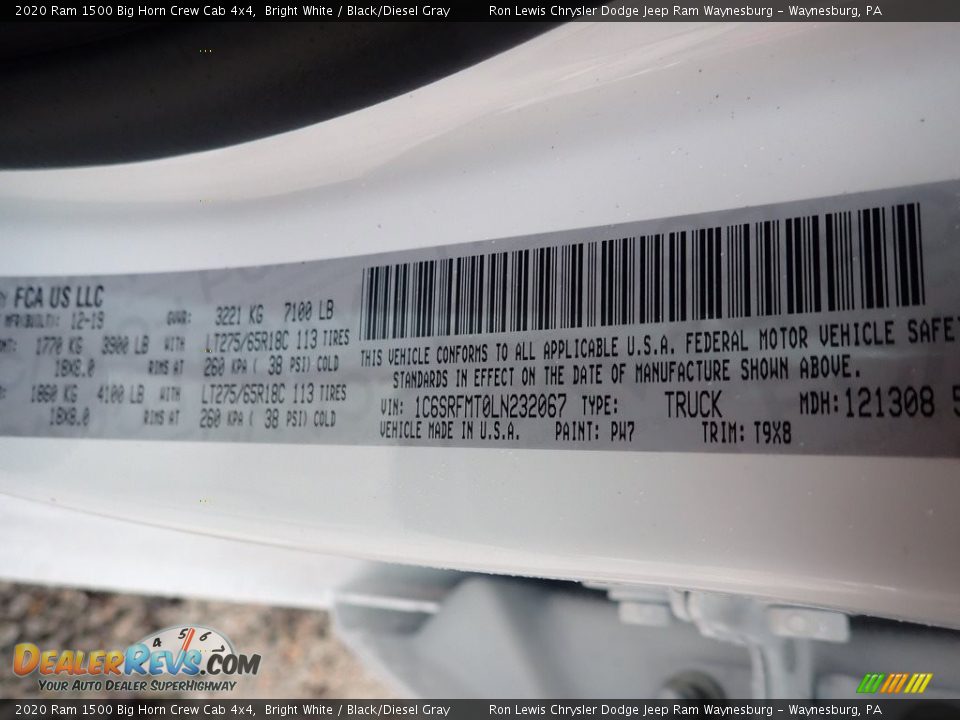 2020 Ram 1500 Big Horn Crew Cab 4x4, Bright White / Black/Diesel Gray Ron Lewis Chrysler Dodge Jeep Ram Waynesburg - Waynesburg, PA
FCA US LLC
12-19 GVWR: 3221 KG 7100 LB
1770 KG 3900 LB WITH LT275/65R18C 113 TIRES
18X8.0 RIMS AT 260 KPA ( 38 PSI) COLD
1860 KG 4100 LB WITH LT275/65R18C 113 TIRES
18X8.0 RIMS AT 260 KPA ( 38 PSI) COLD
THIS VEHICLE CONFORMS TO ALL APPLICABLE U.S.A. FEDERAL MOTOR VEHICLE SAFE
STANDARDS IN EFFECT ON THE DATE OF MANUFACTURE SHOWN ABOVE.
VIN: 1C6SRFMT0LN232067 TYPE: TRUCK MDH: 121308
VEHICLE MADE IN U.S.A. PAINT: PW7 TRIM: T9X8
4 5 6
DEALERREVS.COM
YOUR AUTO DEALER SUPERHIGHWAY
2020 Ram 1500 Big Horn Crew Cab 4x4, Bright White / Black/Diesel Gray Ron Lewis Chrysler Dodge Jeep Ram Waynesburg - Waynesburg, PA